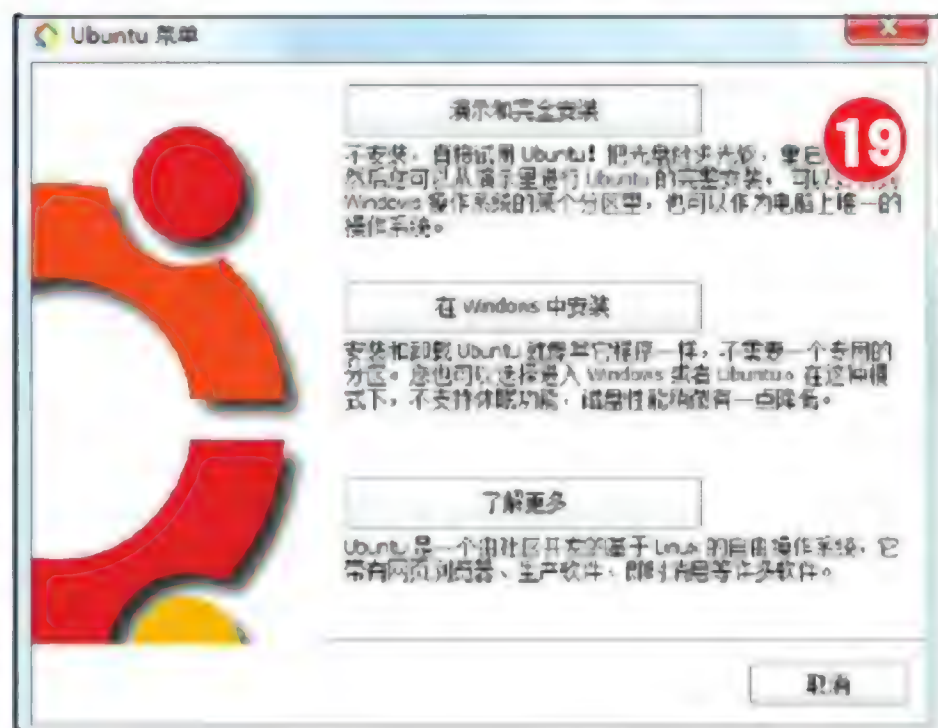 Ubuntu 菜单
演示和完全安装
19
不安装，直接试用 Ubuntu！把光盘 光驱，重启
然后您可以从演示里进行 Ubuntu 的完整安装，可以
Windows 操作系统的某个分区里，也可以作为电脑上唯一的
操作系统。
在 Windows 中安装
安装和卸载 Ubuntu 就像其它程序一样，不需要一个专用的
分区。您也可以选择进入 Windows 或者 Ubuntu。在这种模
式下，不支持休眠功能，磁盘性能 有一点降低。
了解更多
Ubuntu 是一个由社区开发的基于 Linux 的自由操作系统，它
带有网页浏览器、生产软件、即时消息等许多软件。
取消